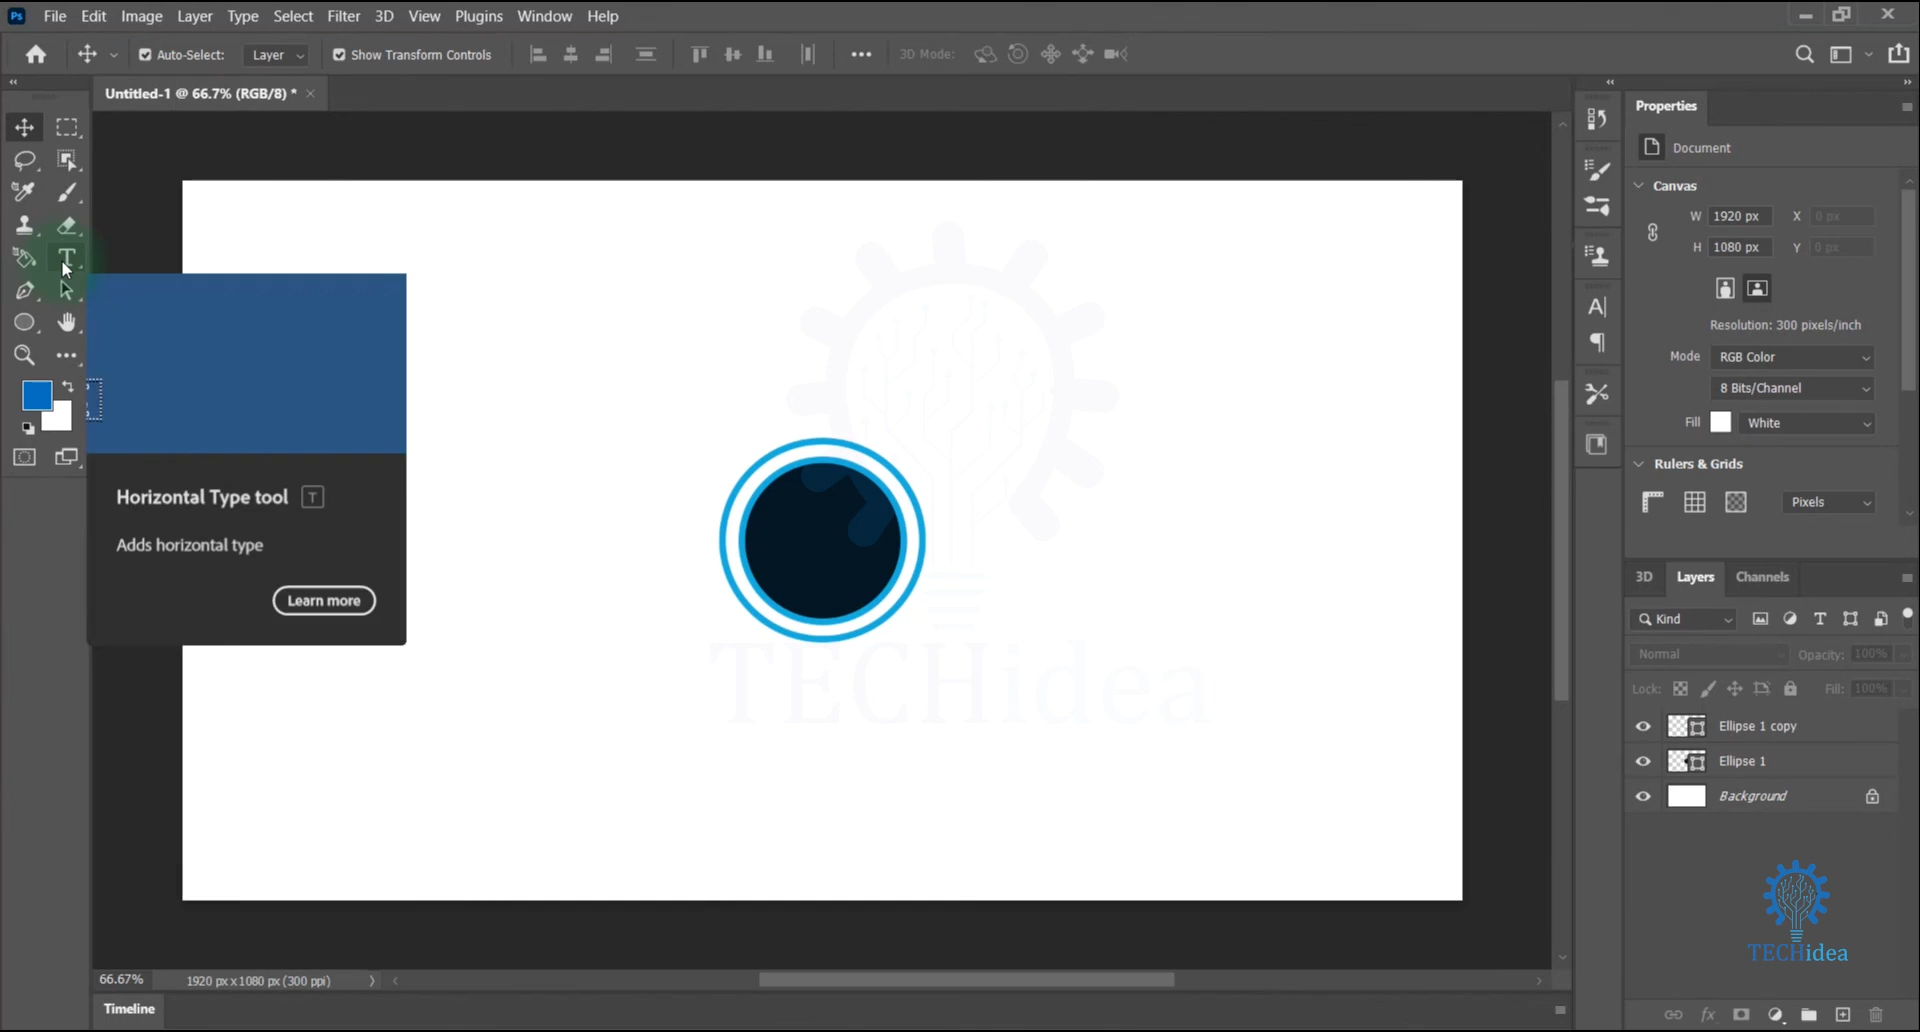 Ps File Edit Image Layer Type Select Filter 3D View Plugins Window Help
Auto-Select: Layer Show Transform Controls 3D Mode:
Untitled-1 @ 66.7% (RGB/8) *
Properties
Document
Canvas
W 1920 px X 0 px
H 1080 px Y 0 px
Resolution: 300 pixels/inch
Mode RGB Color
8 Bits/Channel
Fill White
Rulers & Grids
Pixels
Horizontal Type tool T
Adds horizontal type
Learn more
TECHidea
3D Layers Channels
Kind
Normal Opacity: 100%
Lock: Fill: 100%
Ellipse 1 copy
Ellipse 1
Background
TECHidea
66.67% 1920 px x 1080 px (300 ppi)
Timeline